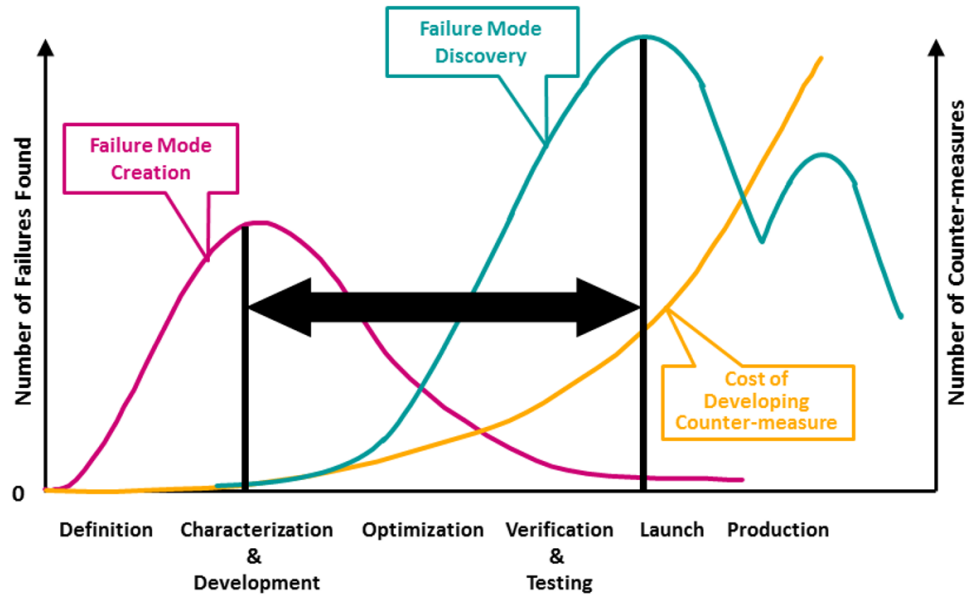 Failure Mode
Discovery
Failure Mode
Creation
Number of Failures Found
Number of Counter-measures
Cost of
Developing
Counter-measure
0
Definition
Characterization
&
Development
Optimization
Verification
&
Testing
Launch
Production